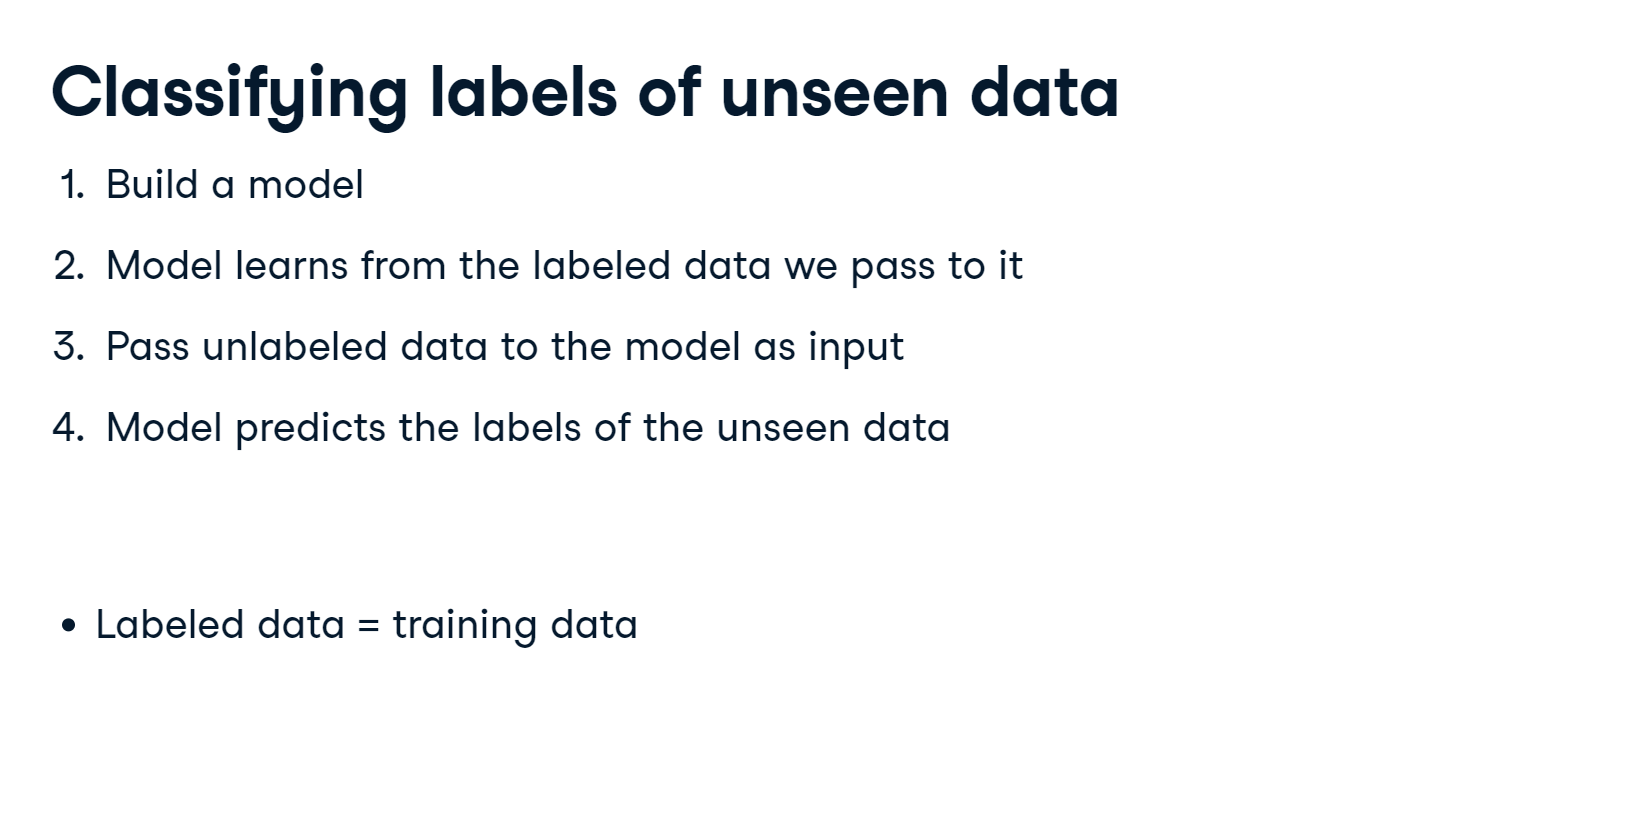 Classifying labels of unseen data
1. Build a model
2. Model learns from the labeled data we pass to it
3. Pass unlabeled data to the model as input
4. Model predicts the labels of the unseen data
• Labeled data = training data